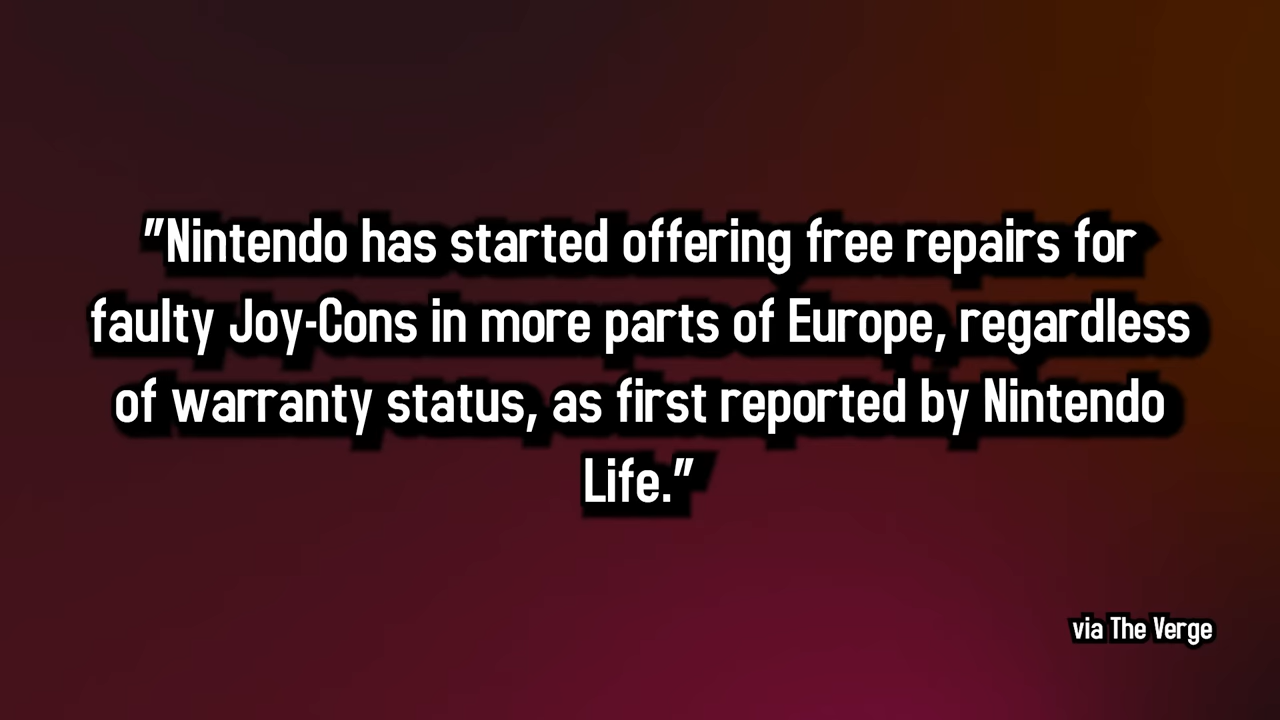 "Nintendo has started offering free repairs for
faulty Joy-Cons in more parts of Europe, regardless
of warranty status, as first reported by Nintendo
Life."
via The Verge